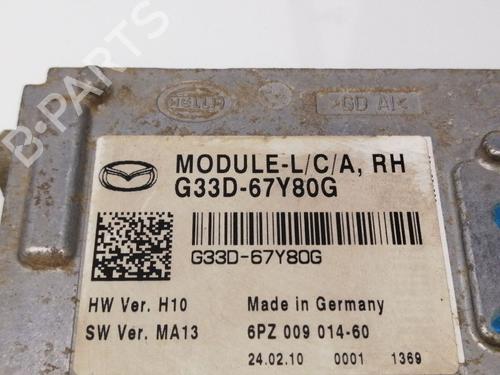 HELLA
>GD Al<
B-PARTS
MODULE-L/C/A, RH
G33D-67Y80G
G33D-67Y80G
HW Ver. H10 Made in Germany
SW Ver. MA13 6PZ 009 014-60
24.02.10 0001 1369